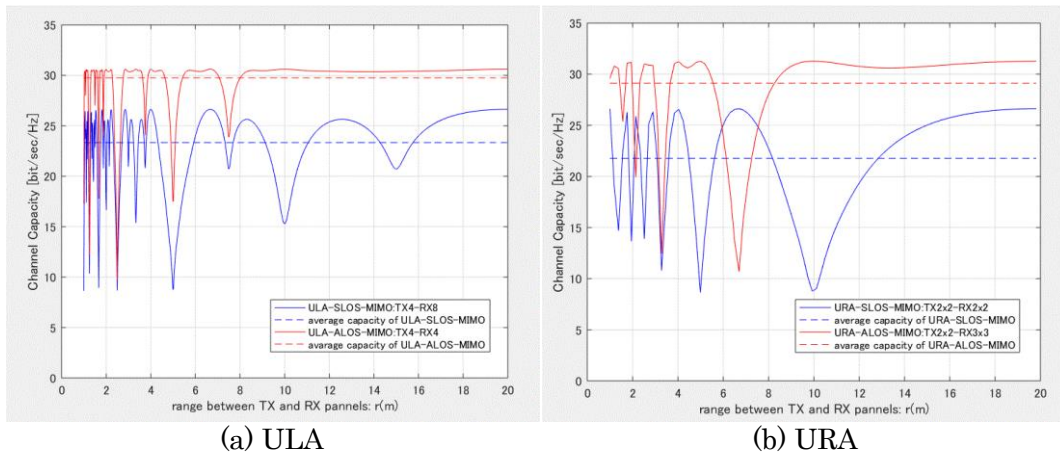 35
30
25
20
15
10
5
0
Channel Capacity [bit/sec/Hz]
ULA-SLOS-MIMO:TX4-RX8
average capacity of ULA-SLOS-MIMO
ULA-ALOS-MIMO:TX4-RX4
avarage capacity of ULA-ALOS-MIMO
0 2 4 6 8 10 12 14 16 18 20
range between TX and RX pannels: r(m)
(a) ULA
35
30
25
20
15
10
5
0
Channel Capacity [bit/sec/Hz]
URA-SLOS-MIMO:TX2x2-RX2x2
average capacity of URA-SLOS-MIMO
URA-ALOS-MIMO:TX2x2-RX3x3
avarage capacity of URA-ALOS-MIMO
0 2 4 6 8 10 12 14 16 18 20
range between TX and RX pannels: r(m)
(b) URA